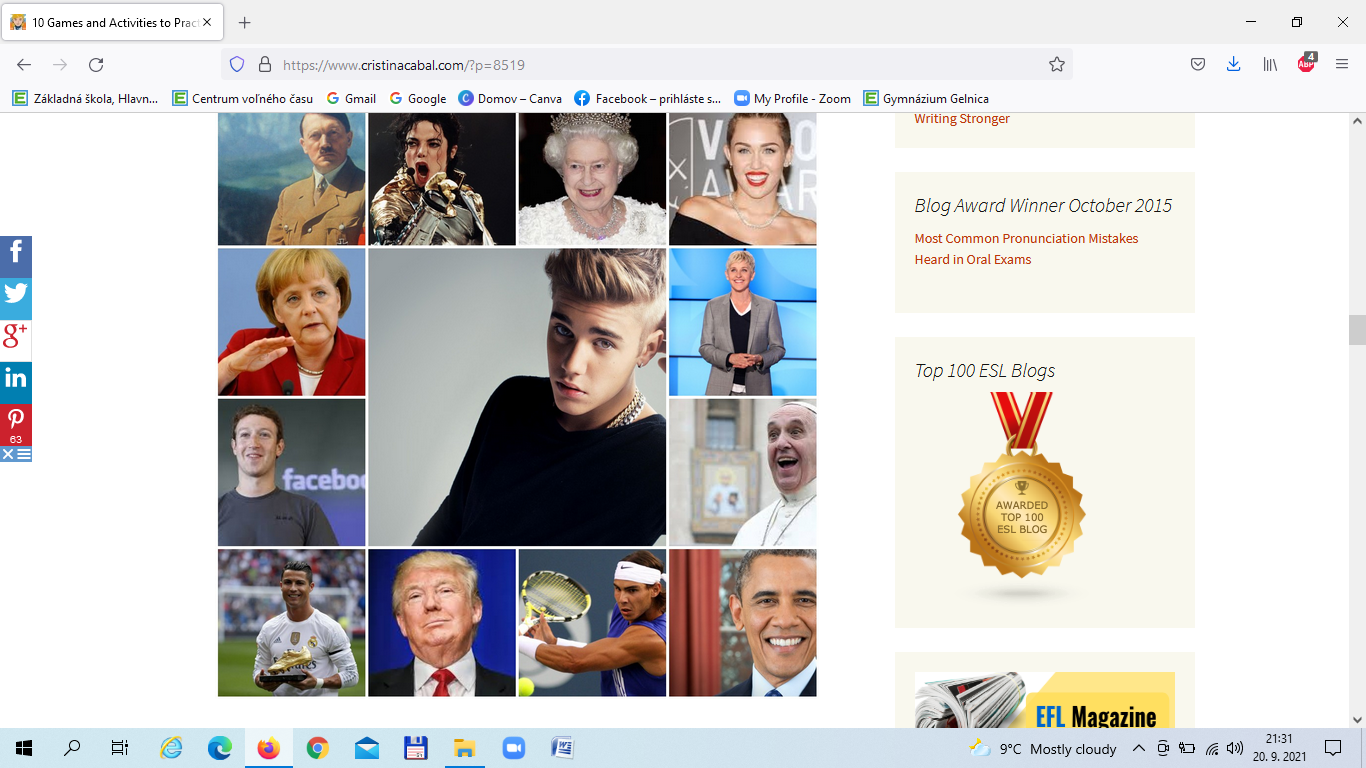 10 Games and Activities to Pract
https://www.cristinacabal.com/?p=8519
4
ABP
Základná škola, Hlavn...
Centrum voľného času
Gmail
Google
Domov – Canva
Facebook – prihláste s...
My Profile - Zoom
Gymnázium Gelnica
Writing Stronger
Blog Award Winner October 2015
Most Common Pronunciation Mistakes
Heard in Oral Exams
63
facebo
Top 100 ESL Blogs
AWARDED
TOP 100
ESL BLOG
EFL Magazine
9°C Mostly cloudy
21:31
20. 9. 2021